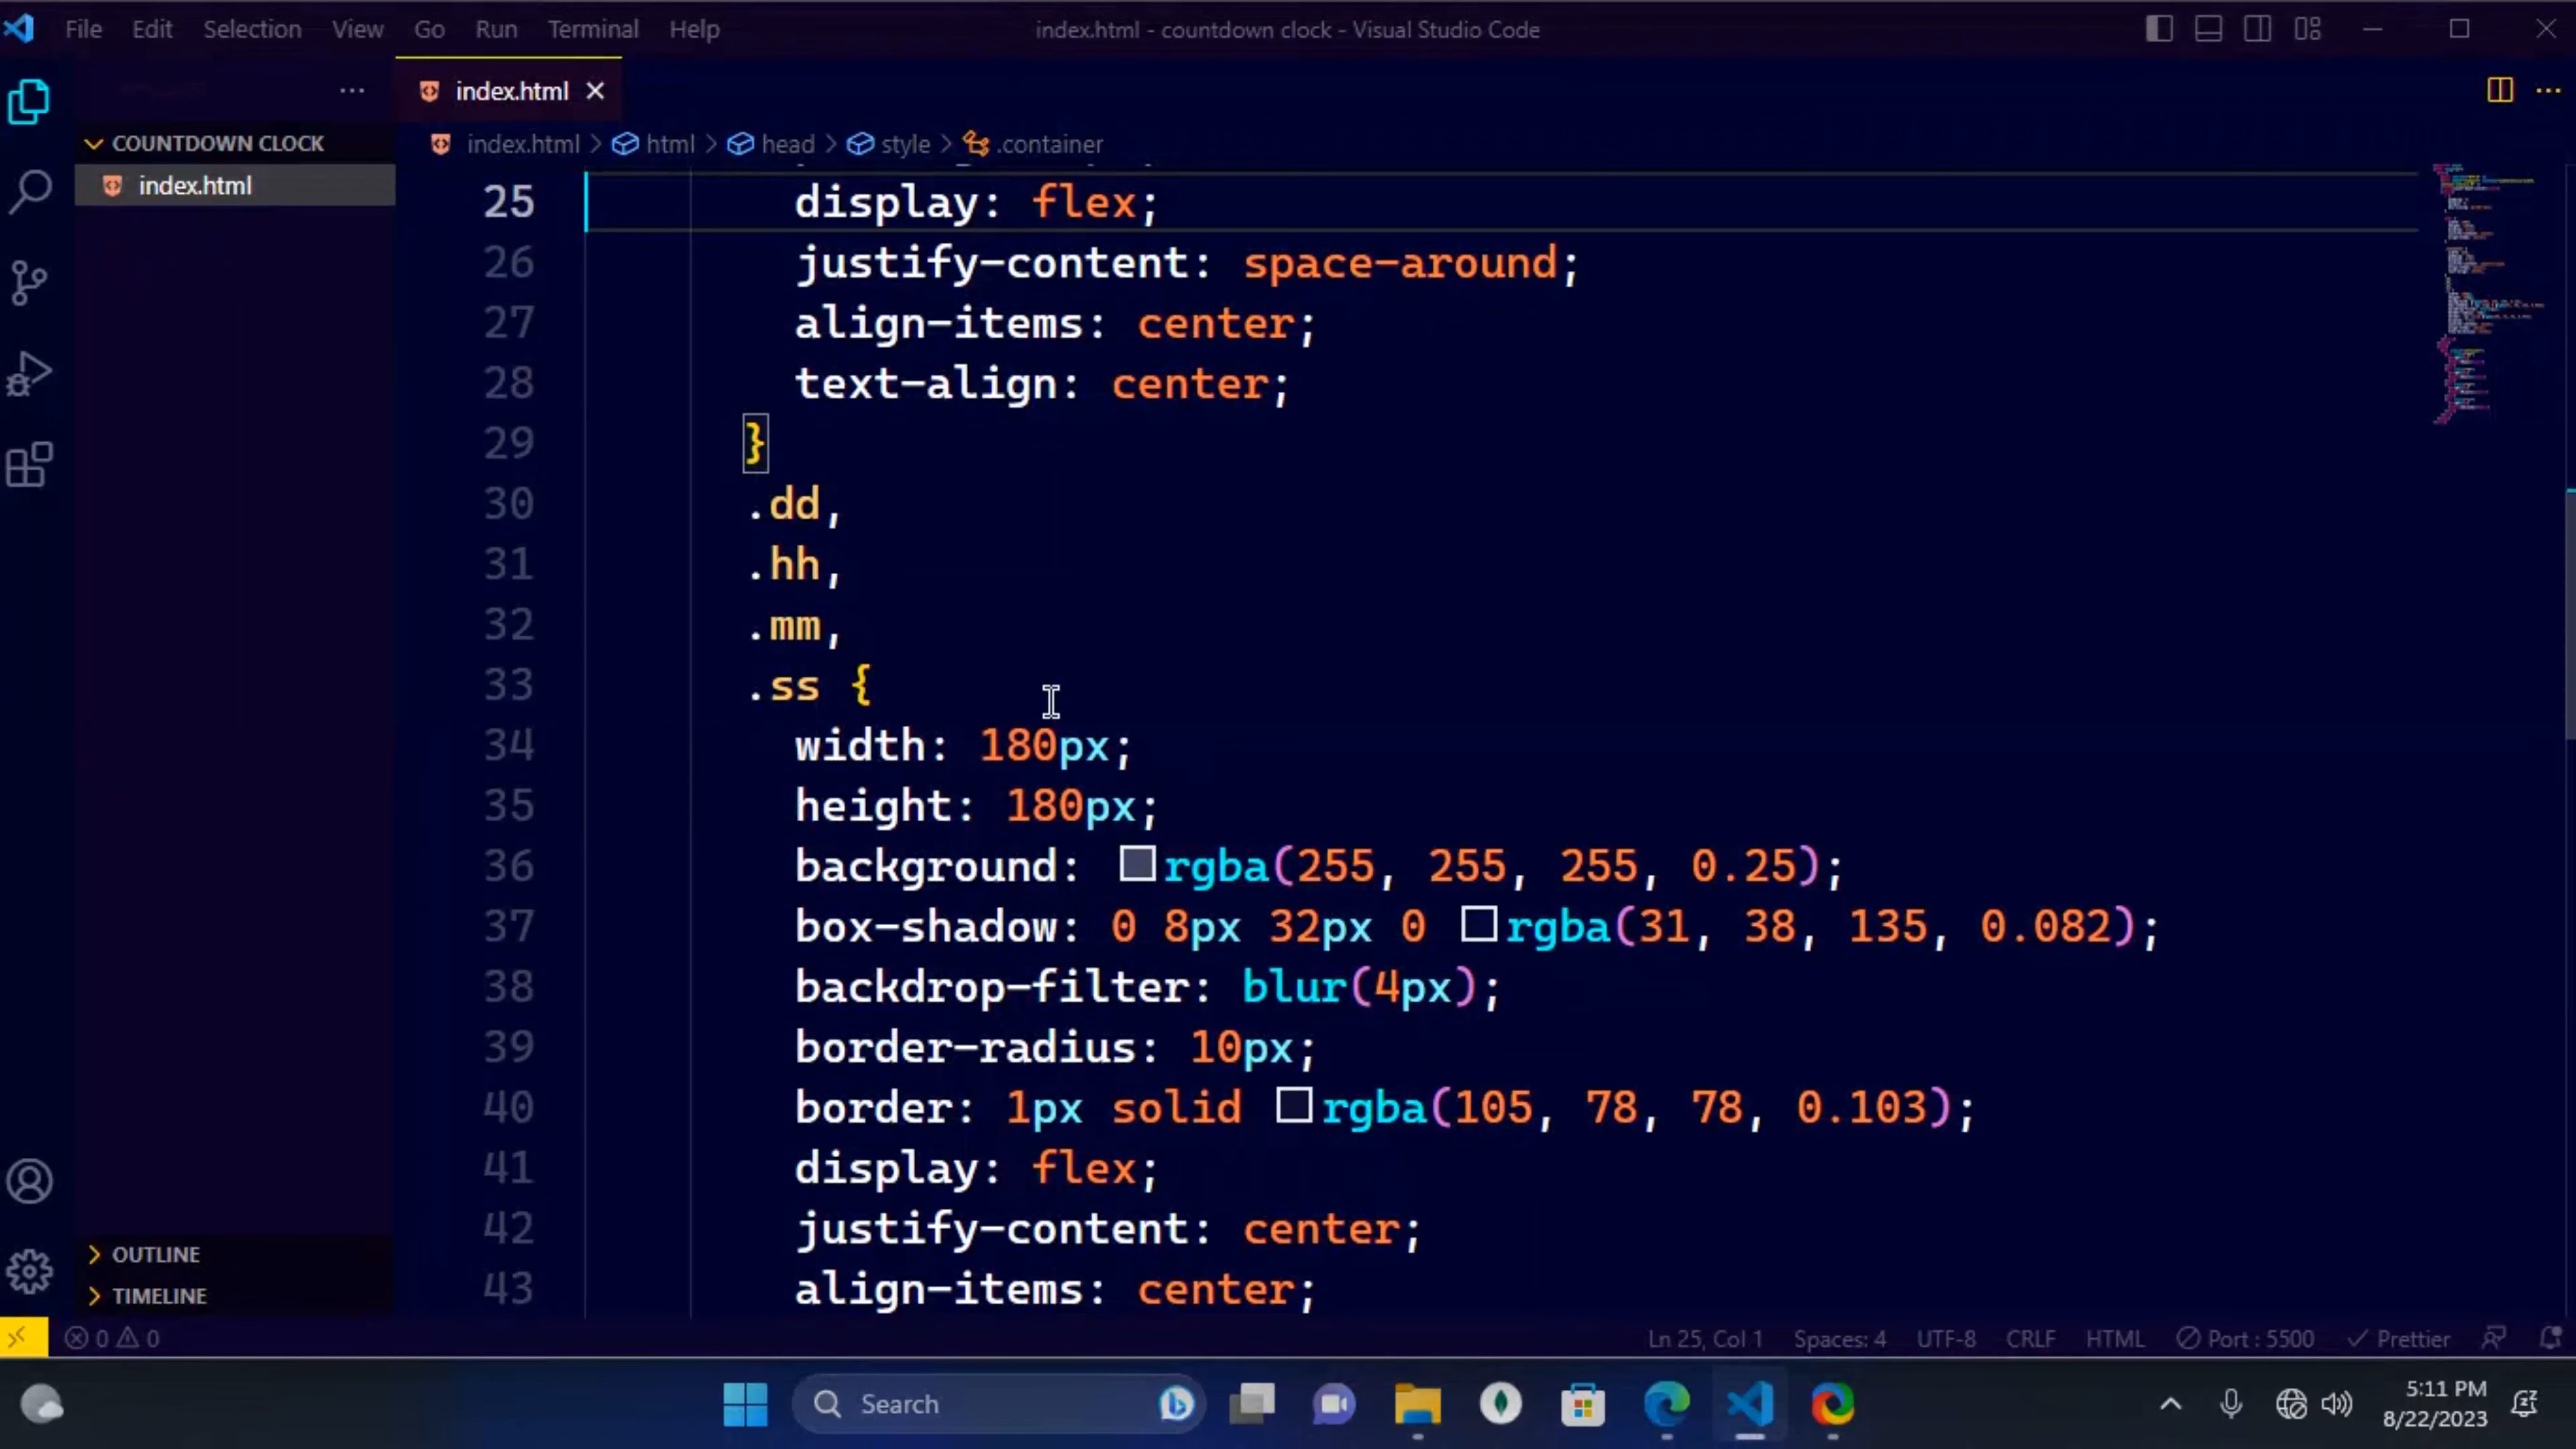 File Edit Selection View Go Run Terminal Help
index.html - countdown clock - Visual Studio Code
index.html
COUNTDOWN CLOCK
index.html
index.html > html > head > style > .container
25 display: flex;
26 justify-content: space-around;
27 align-items: center;
28 text-align: center;
29 }
30 .dd,
31 .hh,
32 .mm,
33 .ss {
34 width: 180px;
35 height: 180px;
36 background: rgba(255, 255, 255, 0.25);
37 box-shadow: 0 8px 32px 0 rgba(31, 38, 135, 0.082);
38 backdrop-filter: blur(4px);
39 border-radius: 10px;
40 border: 1px solid rgba(105, 78, 78, 0.103);
41 display: flex;
42 justify-content: center;
43 align-items: center;
OUTLINE
TIMELINE
0 0
Ln 25, Col 1 Spaces: 4 UTF-8 CRLF HTML Port : 5500 Prettier
Search
5:11 PM
8/22/2023